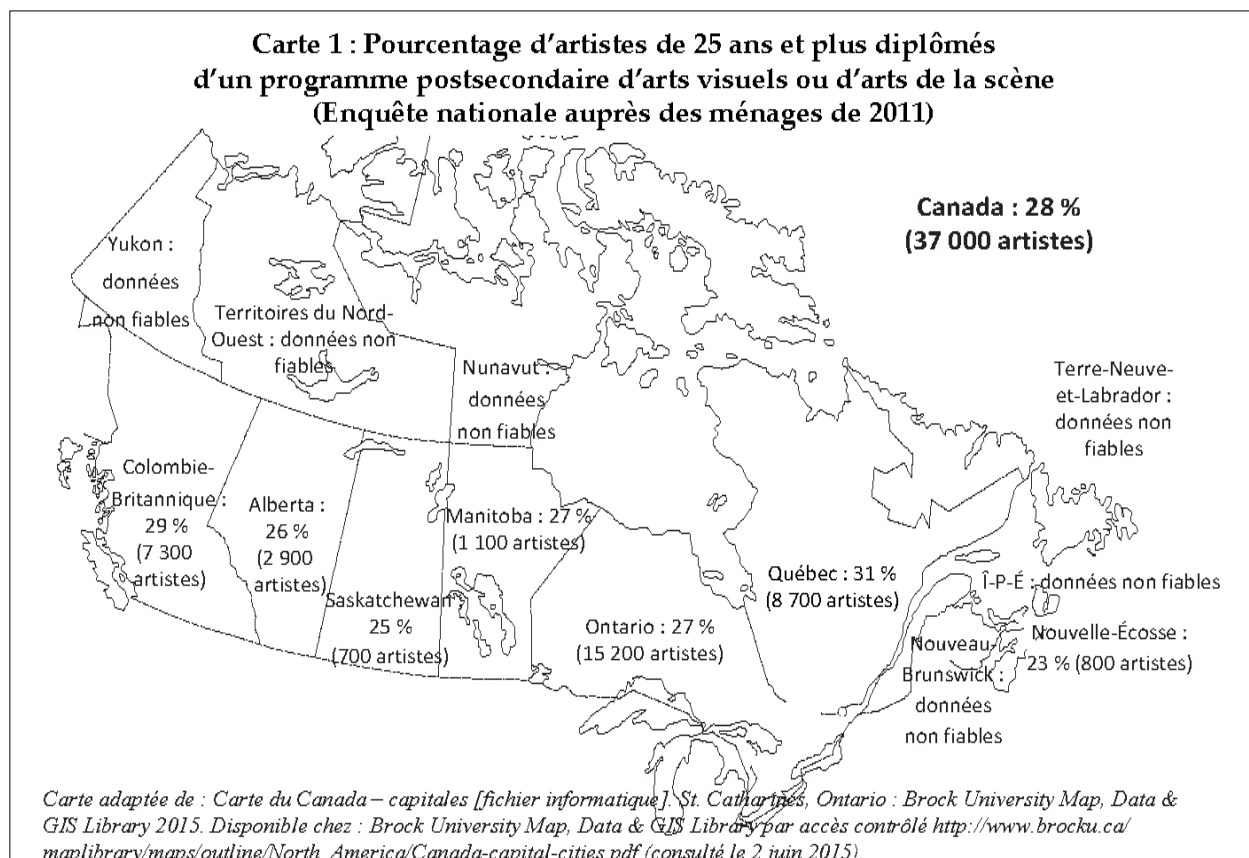 Carte 1 : Pourcentage d’artistes de 25 ans et plus diplômés
d’un programme postsecondaire d’arts visuels ou d’arts de la scène
(Enquête nationale auprès des ménages de 2011)
Canada : 28 %
(37 000 artistes)
Yukon :
données
non fiables
Territoires du Nord-
Ouest : données non
fiables
Nunavut :
données
non fiables
Terre-Neuve-
et-Labrador :
données non
fiables
Colombie-
Britannique :
29 %
(7 300
artistes)
Alberta :
26 %
(2 900
artistes)
Saskatchewan :
25 %
(700 artistes)
Manitoba : 27 %
(1 100 artistes)
Ontario : 27 %
(15 200 artistes)
Québec : 31 %
(8 700 artistes)
Î-P-É : données non fiables
Nouvelle-Écosse :
23 % (800 artistes)
Nouveau-
Brunswick :
données
non fiables
Carte adaptée de : Carte du Canada – capitales [fichier informatique]. St. Catharines, Ontario : Brock University Map, Data &
GIS Library 2015. Disponible chez : Brock University Map, Data & GIS Library par accès contrôlé http://www.brocku.ca/
maplibrary/maps/outline/North_America/Canada-capital-cities.pdf (consulté le 2 juin 2015)